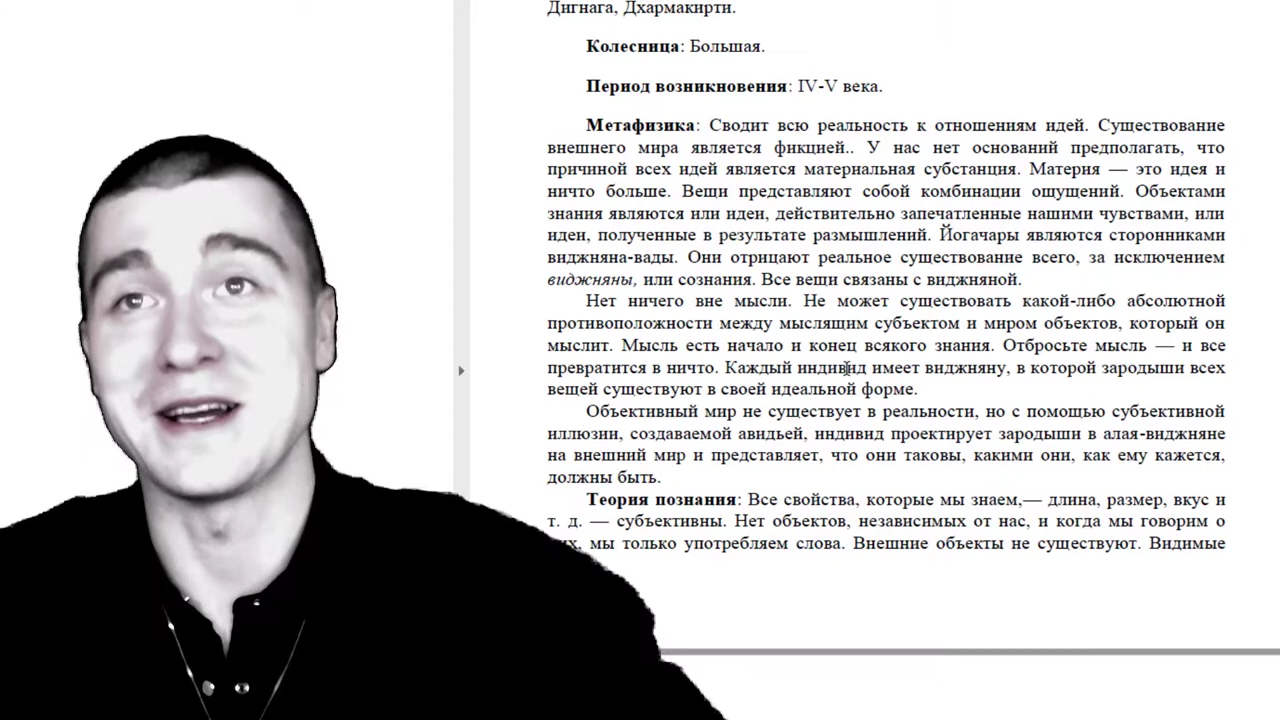 Дигнага, Дхармакирти.
Колесница: Большая.
Период возникновения: IV-V века.
Метафизика: Сводит всю реальность к отношениям идей. Существование
внешнего мира является фикцией.. У нас нет оснований предполагать, что
причиной всех идей является материальная субстанция. Материя — это идея и
ничто больше. Вещи представляют собой комбинации ощущений. Объектами
знания являются или идеи, действительно запечатленные нашими чувствами, или
идеи, полученные в результате размышлений. Йогачары являются сторонниками
виджняна-вады. Они отрицают реальное существование всего, за исключением
виджняны, или сознания. Все вещи связаны с виджняной.
Нет ничего вне мысли. Не может существовать какой-либо абсолютной
противоположности между мыслящим субъектом и миром объектов, который он
мыслит. Мысль есть начало и конец всякого знания. Отбросьте мысль — и все
превратится в ничто. Каждый индивид имеет виджняну, в которой зародыши всех
вещей существуют в своей идеальной форме.
Объективный мир не существует в реальности, но с помощью субъективной
иллюзии, создаваемой авидьей, индивид проектирует зародыши в алая-виджняне
на внешний мир и представляет, что они таковы, какими они, как ему кажется,
должны быть.
Теория познания: Все свойства, которые мы знаем,— длина, размер, вкус и
т. д. — субъективны. Нет объектов, независимых от нас, и когда мы говорим о
мы только употребляем слова. Внешние объекты не существуют. Видимые